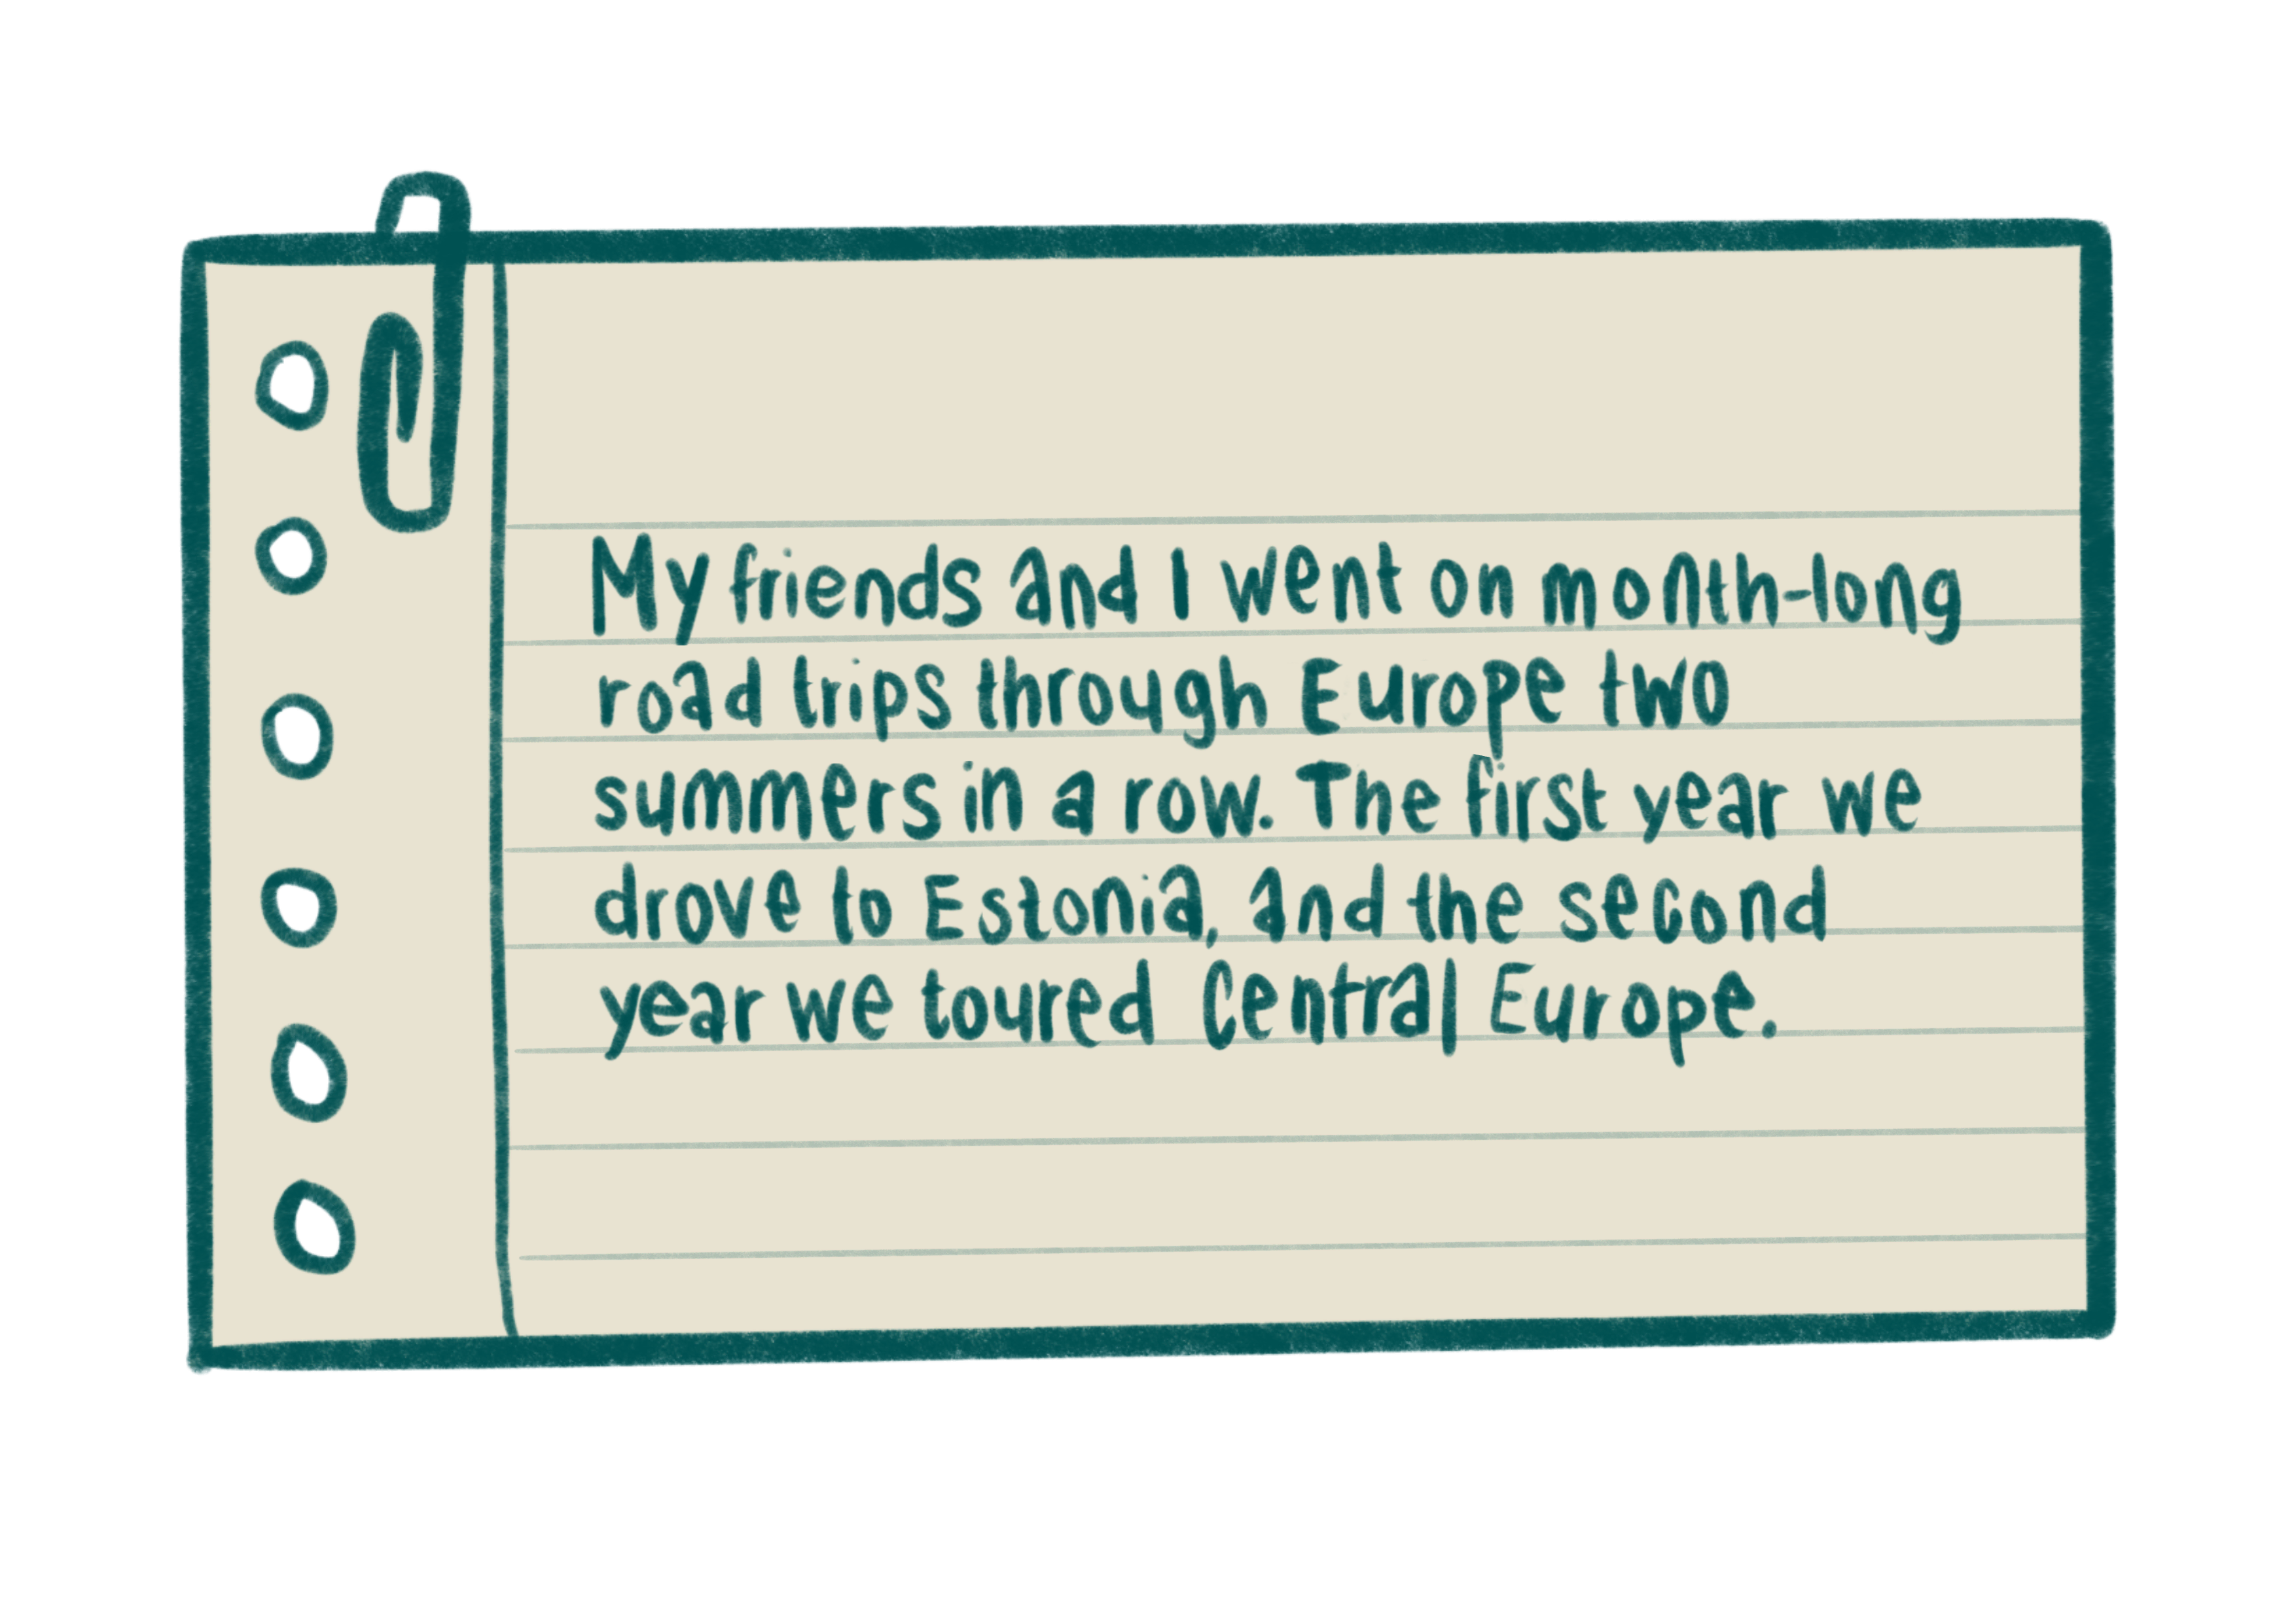 My friends and I went on month-long
road trips through Europe two
summers in a row. The first year we
drove to Estonia, and the second
year we toured Central Europe.